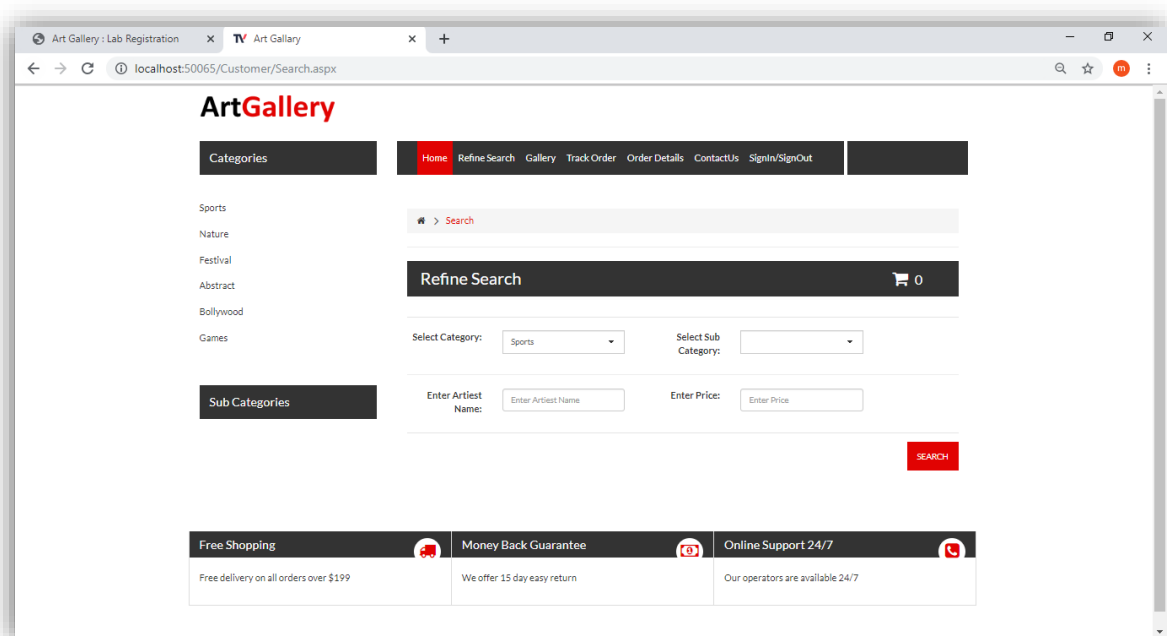 Art Gallery : Lab Registration
Art Gallary
localhost:50065/Customer/Search.aspx
m
ArtGallery
Categories
Home Refine Search Gallery Track Order Order Details ContactUs SignIn/SignOut
Sports
Nature
Festival
Abstract
Bollywood
Games
Sub Categories
> Search
Refine Search
0
Select Category:
Sports
Select Sub
Category:
Enter Artiest
Name:
Enter Artiest Name
Enter Price:
Enter Price
SEARCH
Free Shopping
Free delivery on all orders over $199
Money Back Guarantee
We offer 15 day easy return
Online Support 24/7
Our operators are available 24/7